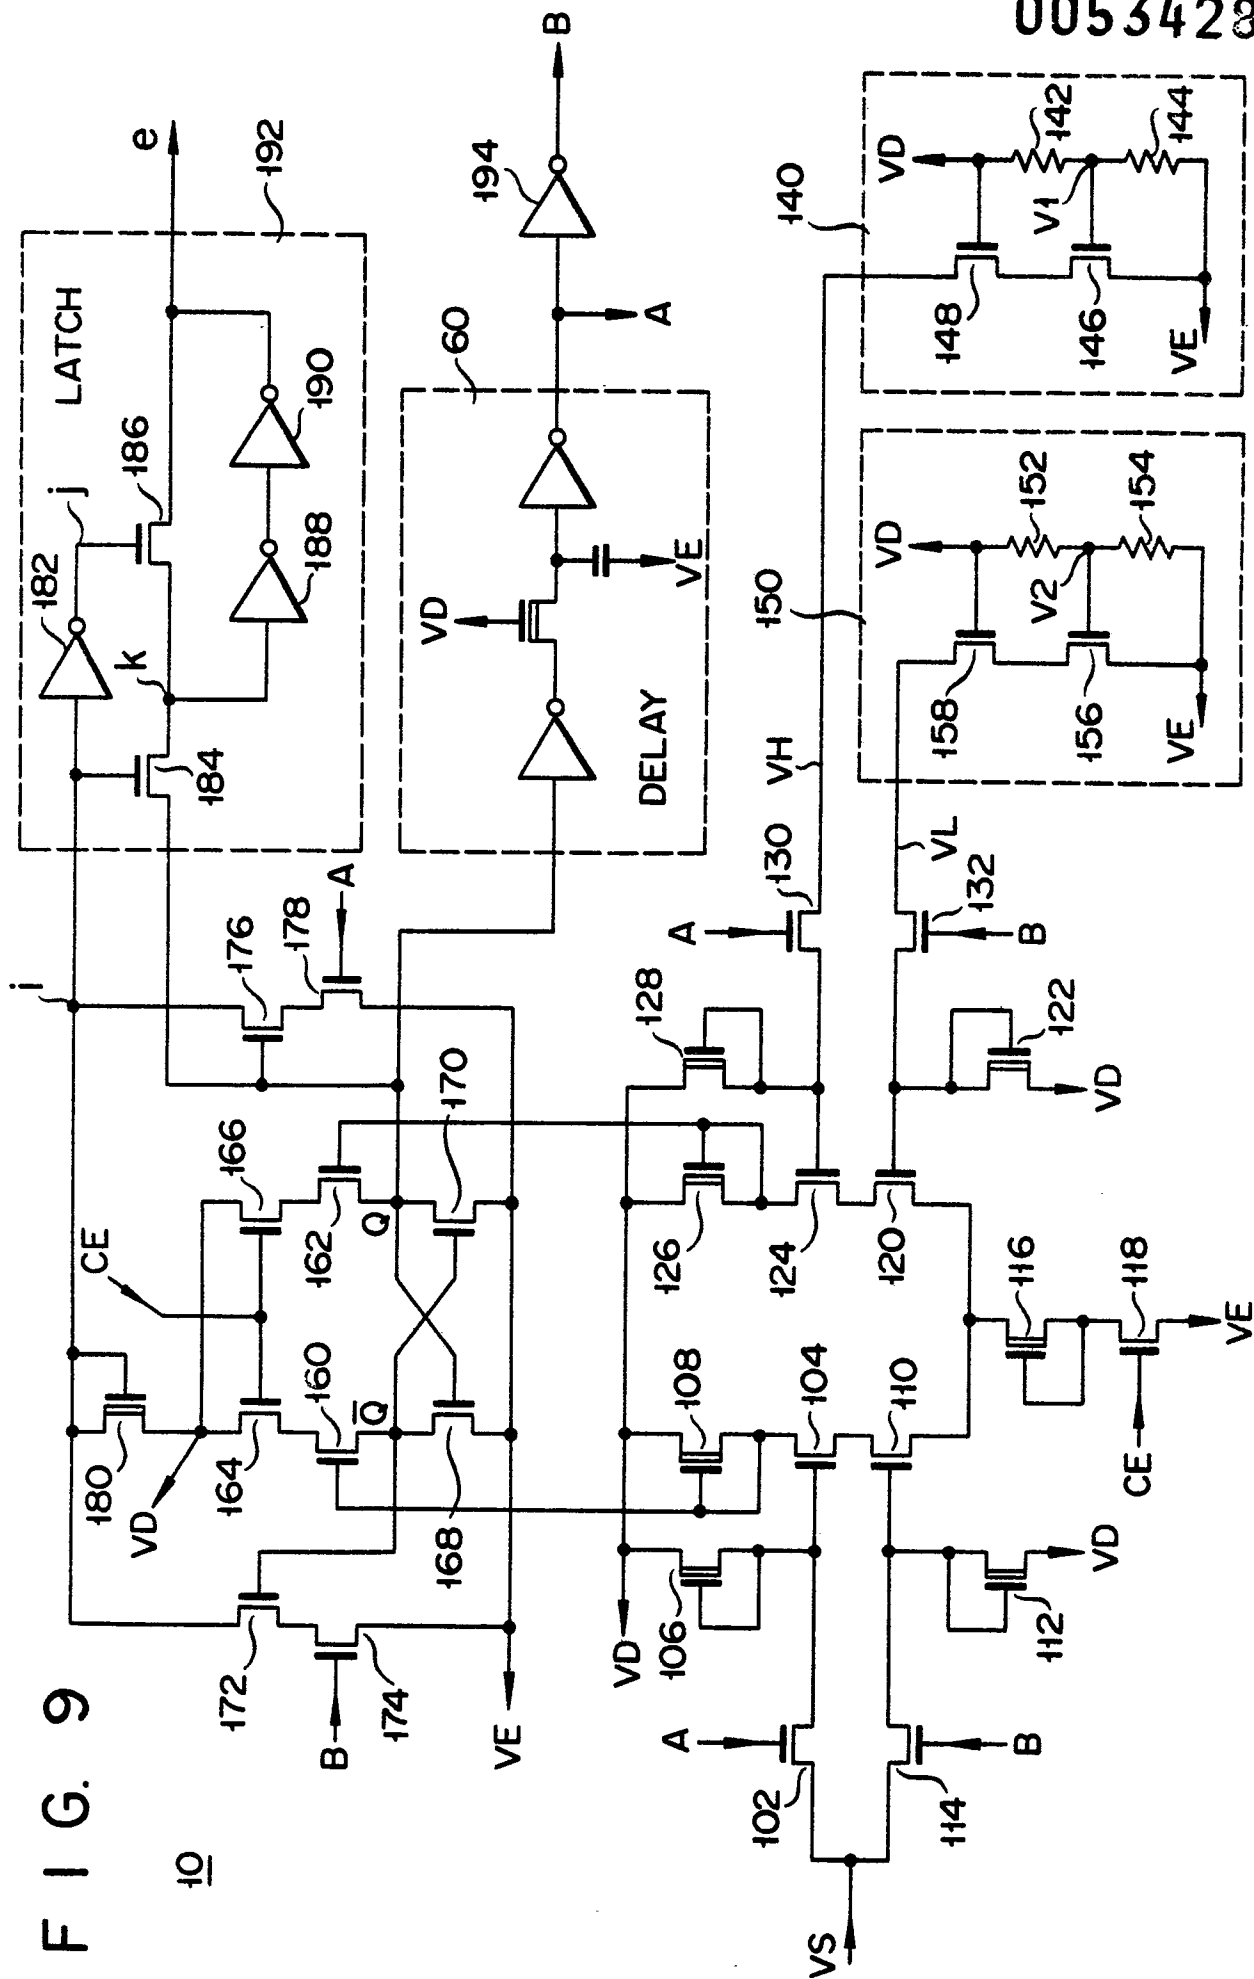 0053428
F I G. 9
10
LATCH
e
192
i
182
j
186
k
184
188
190
DELAY
60
VD
VE
194
A
B
CE
180
VD
164
166
160
162
Q̅
Q
168
170
172
174
B
VE
176
178
A
VD
106
108
126
128
104
124
110
120
A
102
114
B
VS
112
VD
116
118
CE
VE
122
VD
A
130
VH
132
B
VL
140
VD
142
V1
144
148
146
VE
150
VD
152
V2
154
158
156
VE